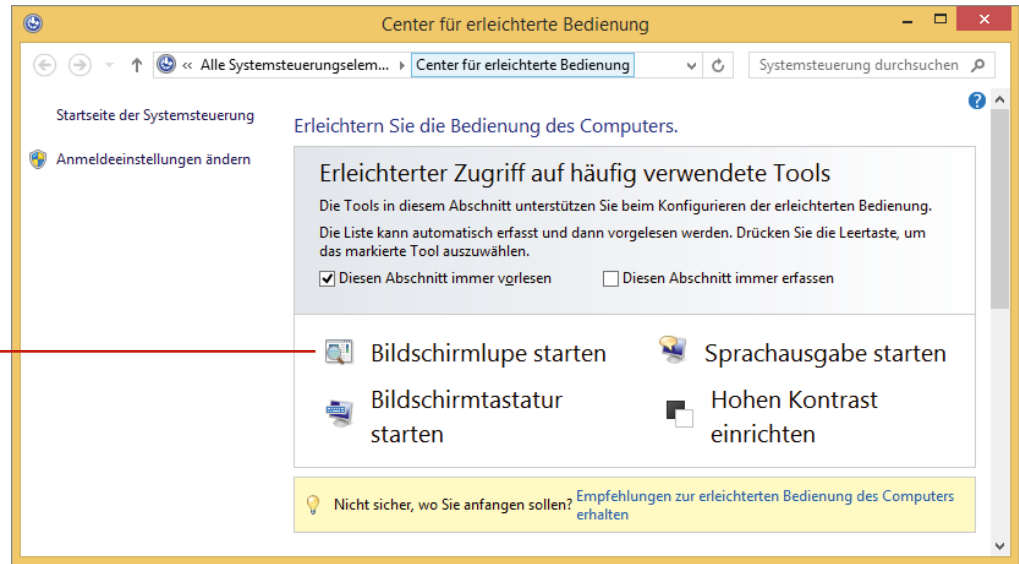 Center für erleichterte Bedienung
« Alle Systemsteuerungselem... Center für erleichterte Bedienung Systemsteuerung durchsuchen
Startseite der Systemsteuerung
Anmeldeeinstellungen ändern
Erleichtern Sie die Bedienung des Computers.
Erleichterter Zugriff auf häufig verwendete Tools
Die Tools in diesem Abschnitt unterstützen Sie beim Konfigurieren der erleichterten Bedienung.
Die Liste kann automatisch erfasst und dann vorgelesen werden. Drücken Sie die Leertaste, um
das markierte Tool auszuwählen.
Diesen Abschnitt immer vorlesen Diesen Abschnitt immer erfassen
Bildschirmlupe starten Sprachausgabe starten
Bildschirmtastatur
starten
Hohen Kontrast
einrichten
Nicht sicher, wo Sie anfangen sollen? Empfehlungen zur erleichterten Bedienung des Computers
erhalten